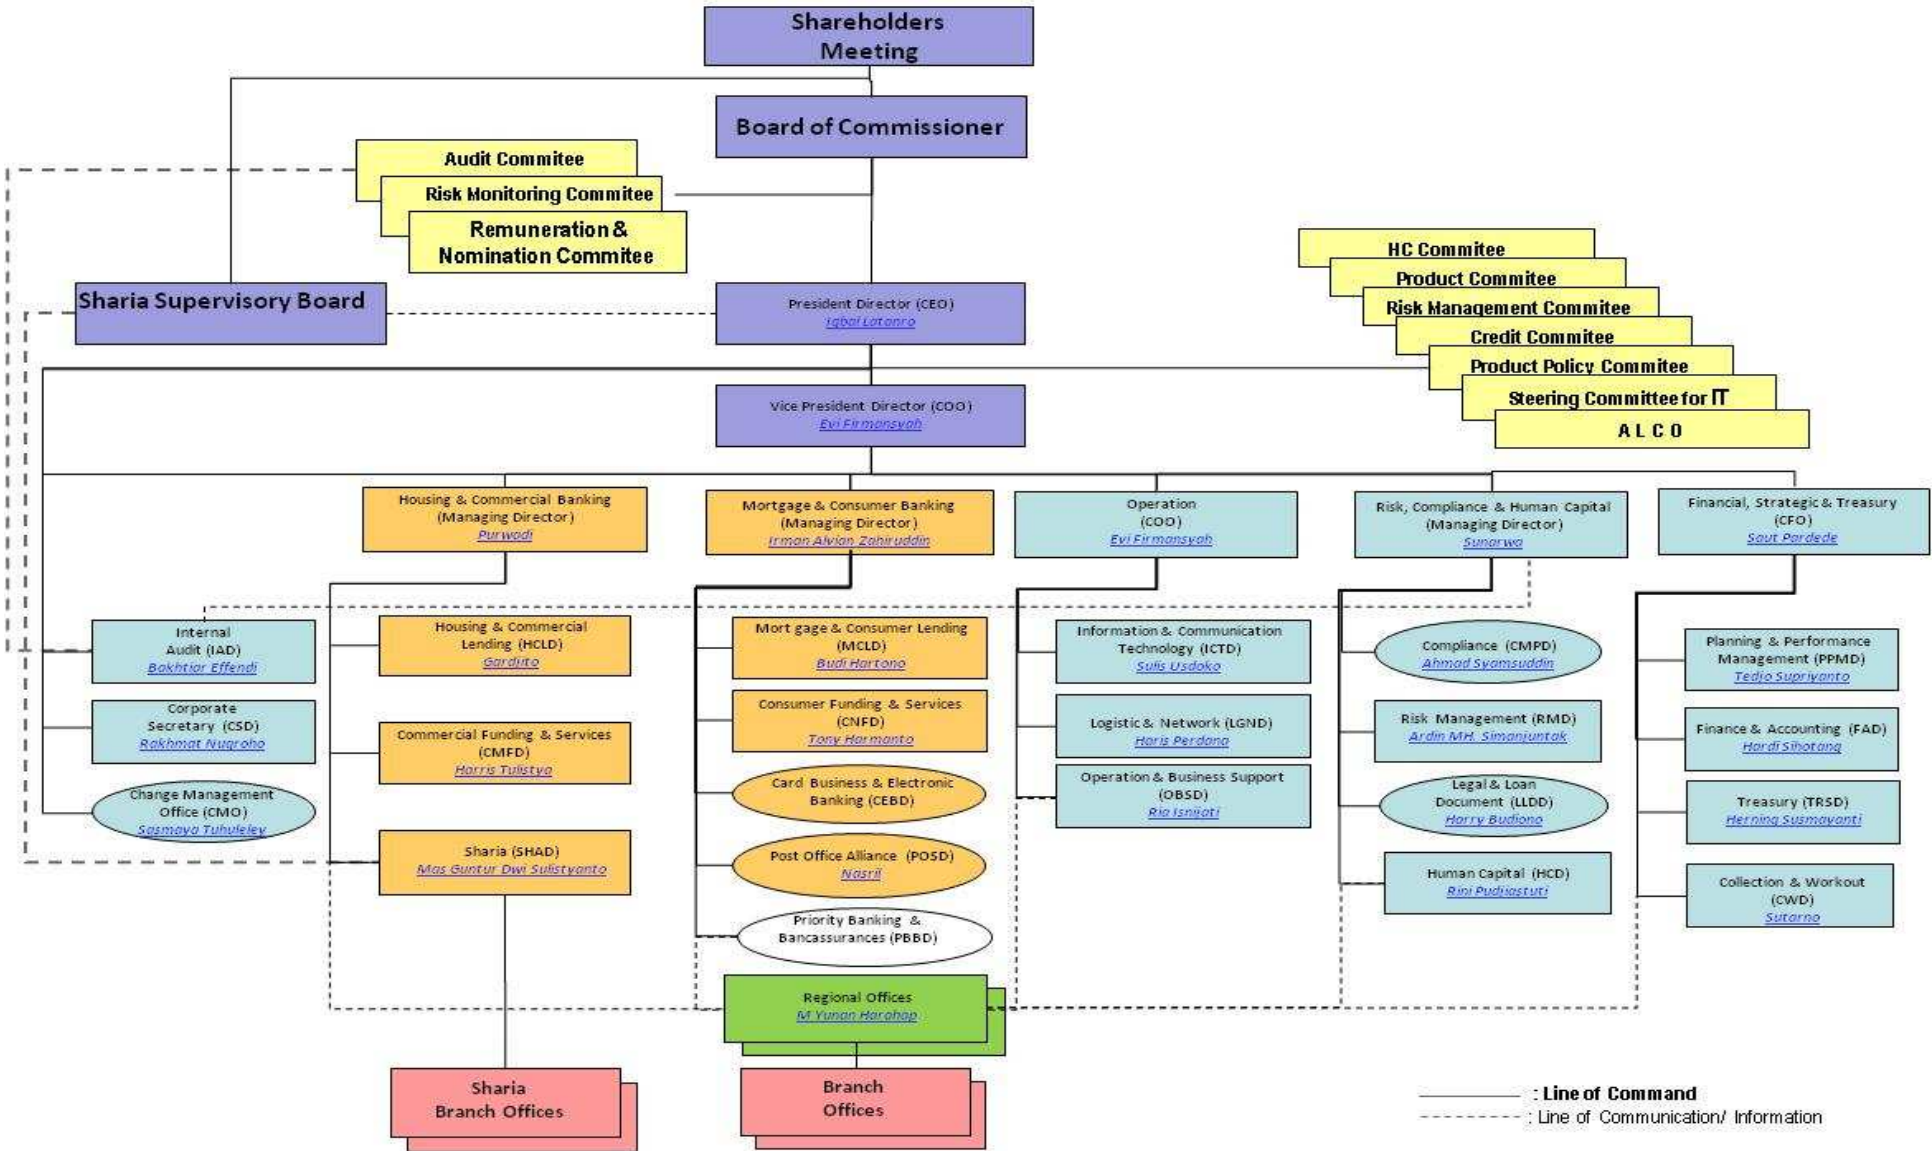 Shareholders
Meeting
Board of Commissioner
Audit Commitee
Risk Monitoring Commitee
Remuneration &
Nomination Commitee
HC Commitee
Product Commitee
Risk Management Commitee
Credit Commitee
Product Policy Commitee
Steering Committee for IT
A L C O
Sharia Supervisory Board
President Director (CEO)
Iqbal Latanro
Vice President Director (COO)
Evi Firmansyah
Housing & Commercial Banking
(Managing Director)
Purwadi
Mortgage & Consumer Banking
(Managing Director)
Irman Alvian Zahiruddin
Operation
(COO)
Evi Firmansyah
Risk, Compliance & Human Capital
(Managing Director)
Sunarwa
Financial, Strategic & Treasury
(CFO)
Saut Pardede
Internal
Audit (IAD)
Bakhtiar Effendi
Corporate
Secretary (CSD)
Rakhmat Nugroho
Change Management
Office (CMO)
Sasmaya Tuhuleley
Housing & Commercial
Lending (HCLD)
Gardjito
Commercial Funding & Services
(CMFD)
Harris Tulistya
Sharia (SHAD)
Mas Guntur Dwi Sulistyanto
Mort gage & Consumer Lending
(MCLD)
Budi Hartono
Consumer Funding & Services
(CNFD)
Tony Harmanto
Card Business & Electronic
Banking (CEBD)
Post Office Alliance (POSD)
Nasril
Priority Banking &
Bancassurances (PBBD)
Information & Communication
Technology (ICTD)
Sulis Usdoko
Logistic & Network (LGND)
Haris Perdana
Operation & Business Support
(OBSD)
Ria Isnijati
Compliance (CMPD)
Ahmad Syamsuddin
Risk Management (RMD)
Ardin MH. Simanjuntak
Legal & Loan
Document (LLDD)
Harry Budiono
Human Capital (HCD)
Rini Pudjiastuti
Planning & Performance
Management (PPMD)
Tedjo Supriyanto
Finance & Accounting (FAD)
Hardi Sihotang
Treasury (TRSD)
Herning Susmayanti
Collection & Workout
(CWD)
Sutarno
Regional Offices
M Yunan Harahap
Sharia
Branch Offices
Branch
Offices
: Line of Command
: Line of Communication/ Information